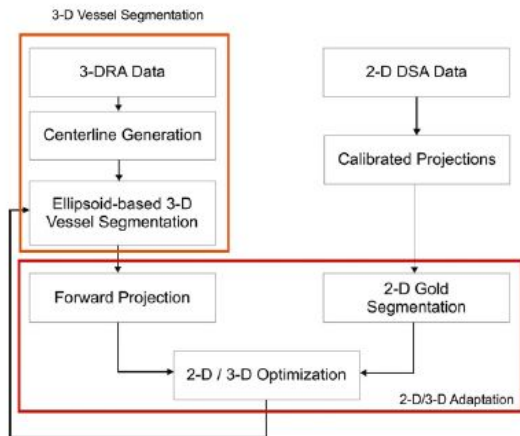 3-D Vessel Segmentation
3-DRA Data
2-D DSA Data
Centerline Generation
Calibrated Projections
Ellipsoid-based 3-D
Vessel Segmentation
Forward Projection
2-D Gold
Segmentation
2-D / 3-D Optimization
2-D/3-D Adaptation